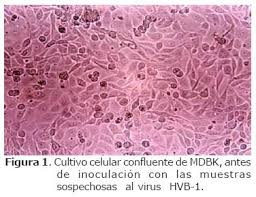 Figura 1. Cultivo celular confluente de MDBK, antes
de inoculación con las muestras
sospechosas al virus HVB-1.